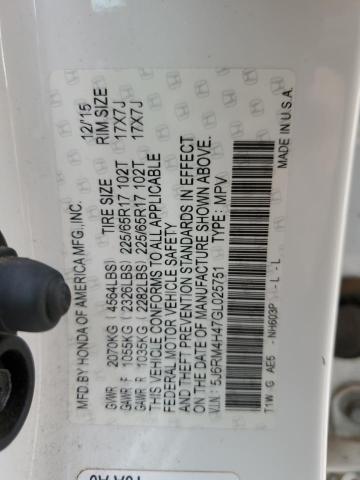 MFD BY HONDA OF AMERICA MFG., INC. 12/'15
TIRE SIZE RIM SIZE
GVWR 2070KG (4564LBS)
GAWR F 1055KG (2326LBS) 225/65R17 102T 17X7J
GAWR R 1035KG (2282LBS) 225/65R17 102T 17X7J
THIS VEHICLE CONFORMS TO ALL APPLICABLE
FEDERAL MOTOR VEHICLE SAFETY
AND THEFT PREVENTION STANDARDS IN EFFECT
ON THE DATE OF MANUFACTURE SHOWN ABOVE.
V.I.N: 5J6RM4H47GL025751 TYPE: MPV
T1W G AE5 NH603P - L - L MADE IN U.S.A.